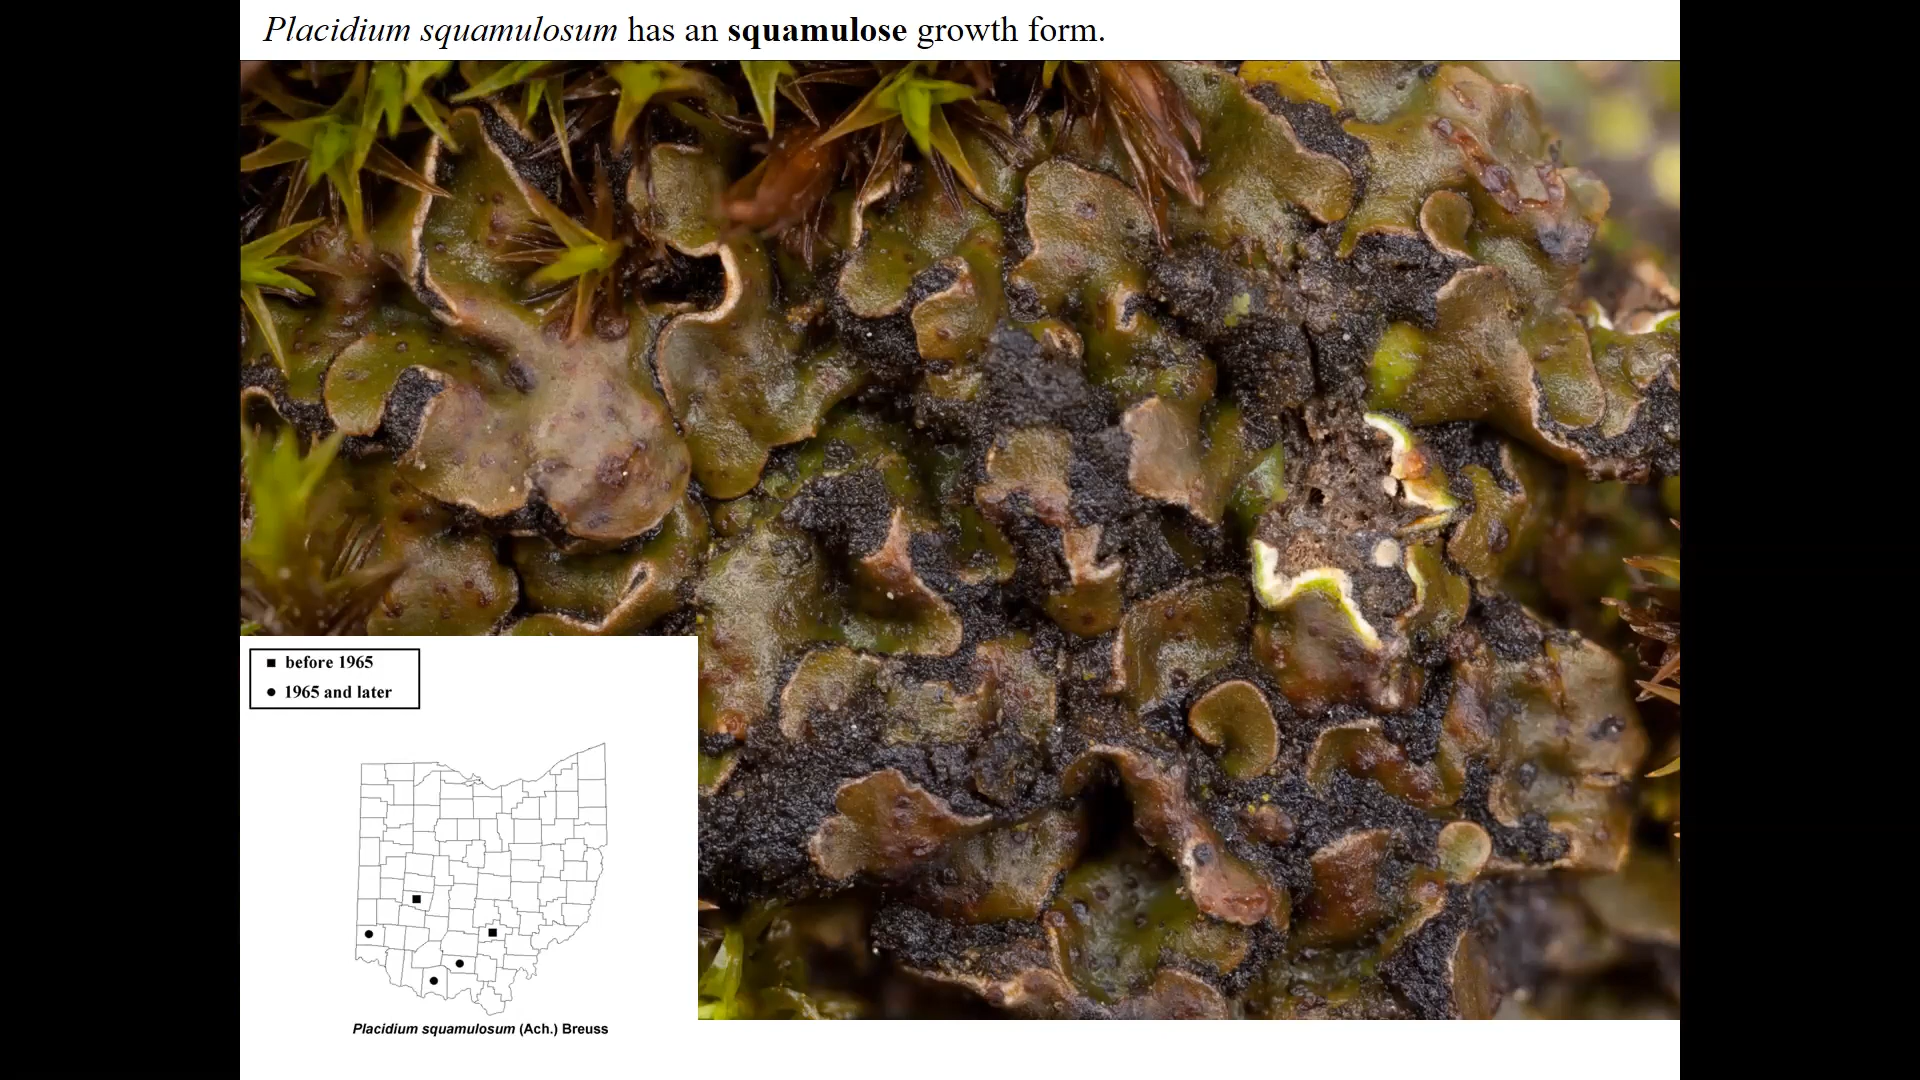 Placidium squamulosum has an squamulose growth form.
before 1965
1965 and later
Placidium squamulosum (Ach.) Breuss